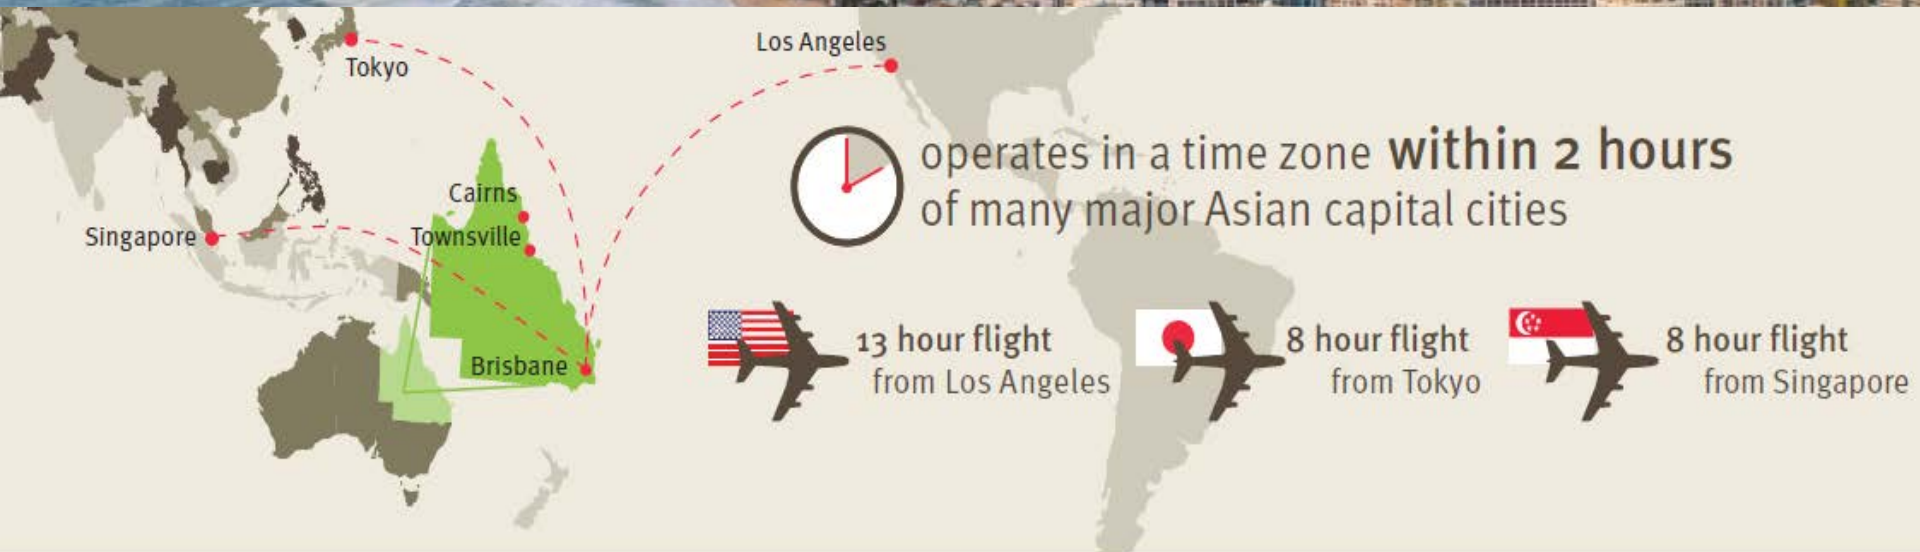 Tokyo
Los Angeles
Cairns
Townsville
Singapore
Brisbane
operates in a time zone within 2 hours
of many major Asian capital cities
13 hour flight
from Los Angeles
8 hour flight
from Tokyo
8 hour flight
from Singapore